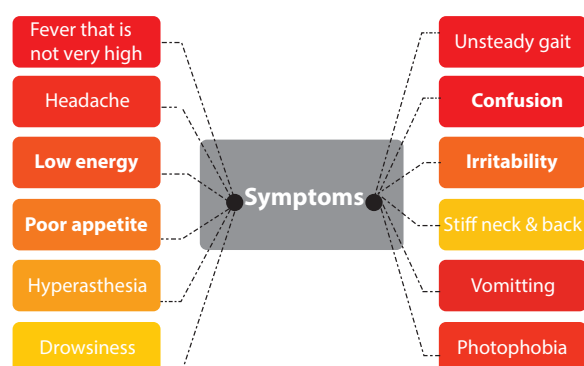 Fever that is
not very high
Headache
Low energy
Poor appetite
Hyperasthesia
Drowsiness
Symptoms
Unsteady gait
Confusion
Irritability
Stiff neck & back
Vomitting
Photophobia